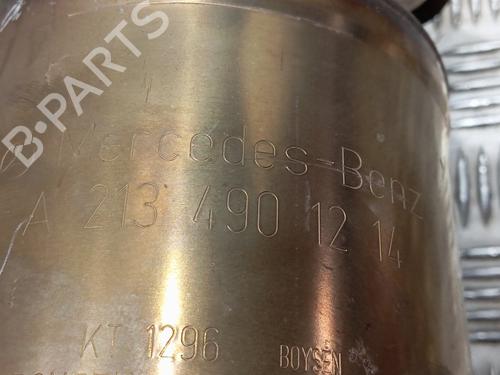 B-PARTS
Mercedes-Benz
A 213 490 12 14
KT 1296 BOYSEN